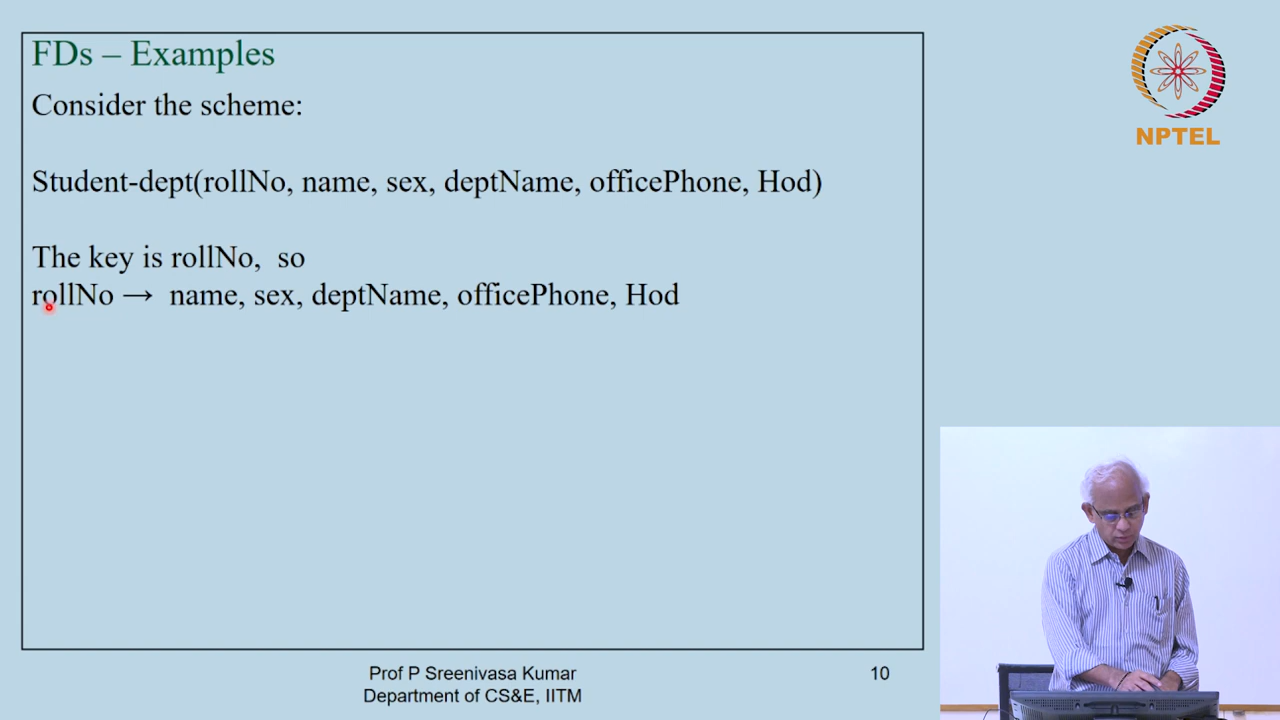 FDs – Examples
Consider the scheme:
Student-dept(rollNo, name, sex, deptName, officePhone, Hod)
The key is rollNo, so
rollNo → name, sex, deptName, officePhone, Hod
NPTEL
Prof P Sreenivasa Kumar
Department of CS&E, IITM
10